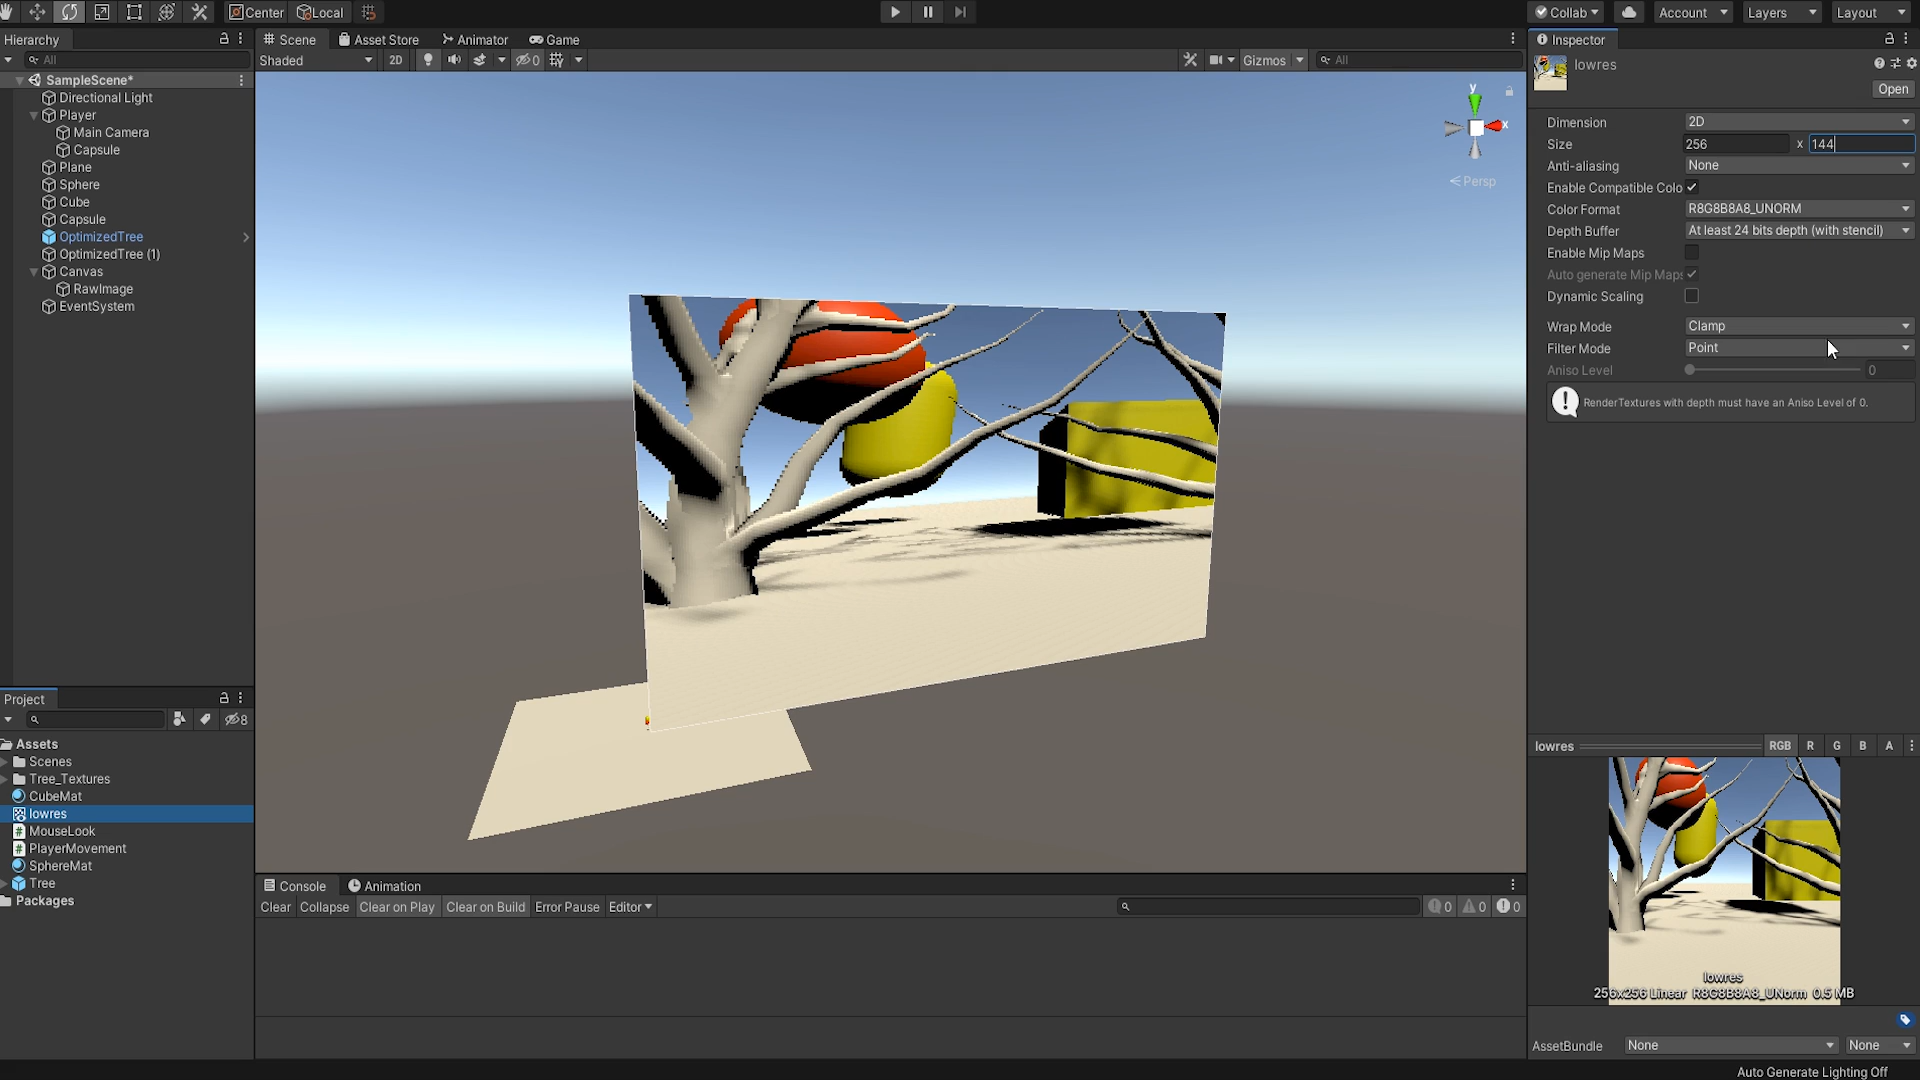 Center
Local
Collab
Account
Layers
Layout
Hierarchy
All
SampleScene*
Directional Light
Player
Main Camera
Capsule
Plane
Sphere
Cube
Capsule
OptimizedTree
OptimizedTree (1)
Canvas
RawImage
EventSystem
Scene
Asset Store
Animator
Game
Shaded
2D
0
Gizmos
All
y
x
Persp
Inspector
lowres
Open
Dimension 2D
Size 256 x 144
Anti-aliasing None
Enable Compatible Colo
Color Format R8G8B8A8_UNORM
Depth Buffer At least 24 bits depth (with stencil)
Enable Mip Maps
Auto generate Mip Maps
Dynamic Scaling
Wrap Mode Clamp
Filter Mode Point
Aniso Level 0
RenderTextures with depth must have an Aniso Level of 0.
Project
8
Assets
Scenes
Tree_Textures
CubeMat
lowres
MouseLook
PlayerMovement
SphereMat
Tree
Packages
Console
Animation
Clear Collapse Clear on Play Clear on Build Error Pause Editor
0 0 0
lowres RGB R G B A
lowres
256x256 Linear R8G8B8A8_UNorm 0.5 MB
AssetBundle None None
Auto Generate Lighting Off